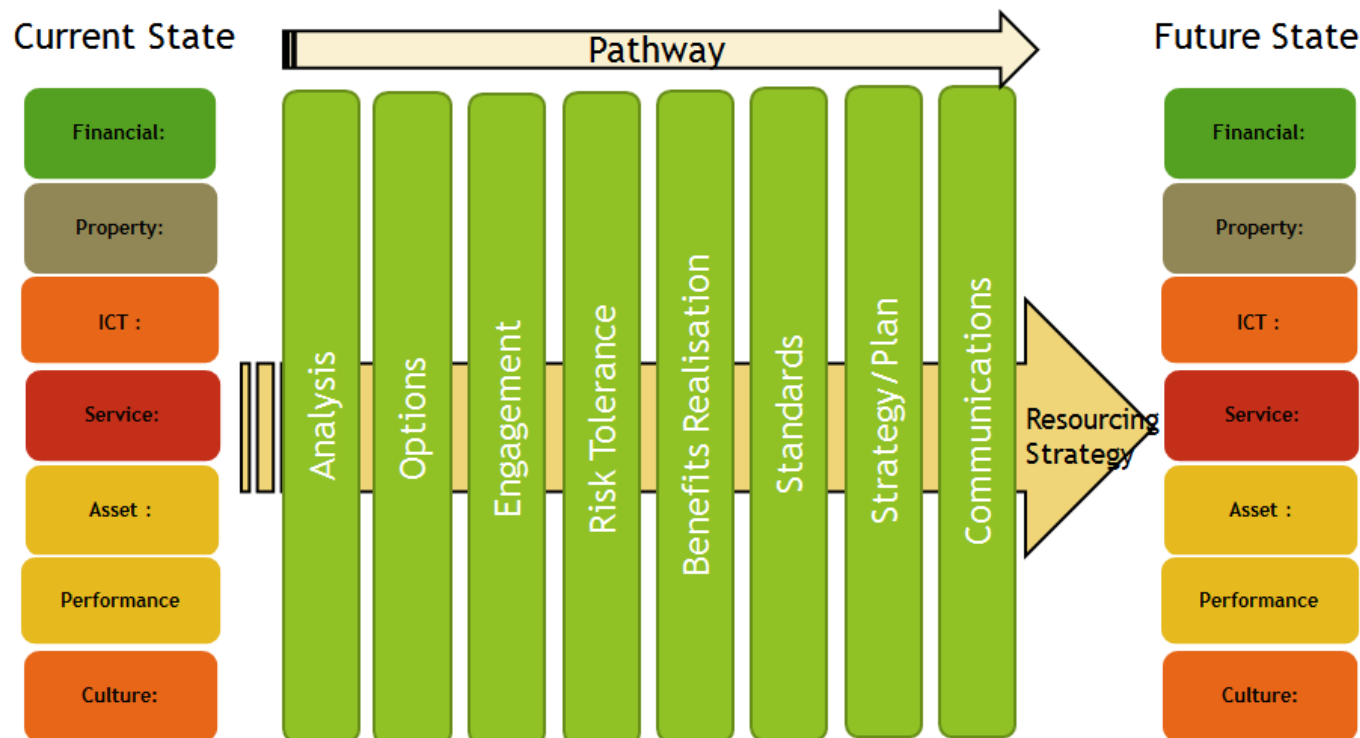 Current State
Pathway
Future State
Financial:
Property:
ICT :
Service:
Asset :
Performance
Culture:
Analysis
Options
Engagement
Risk Tolerance
Benefits Realisation
Standards
Strategy/Plan
Communications
Resourcing
Strategy
Financial:
Property:
ICT :
Service:
Asset :
Performance
Culture: